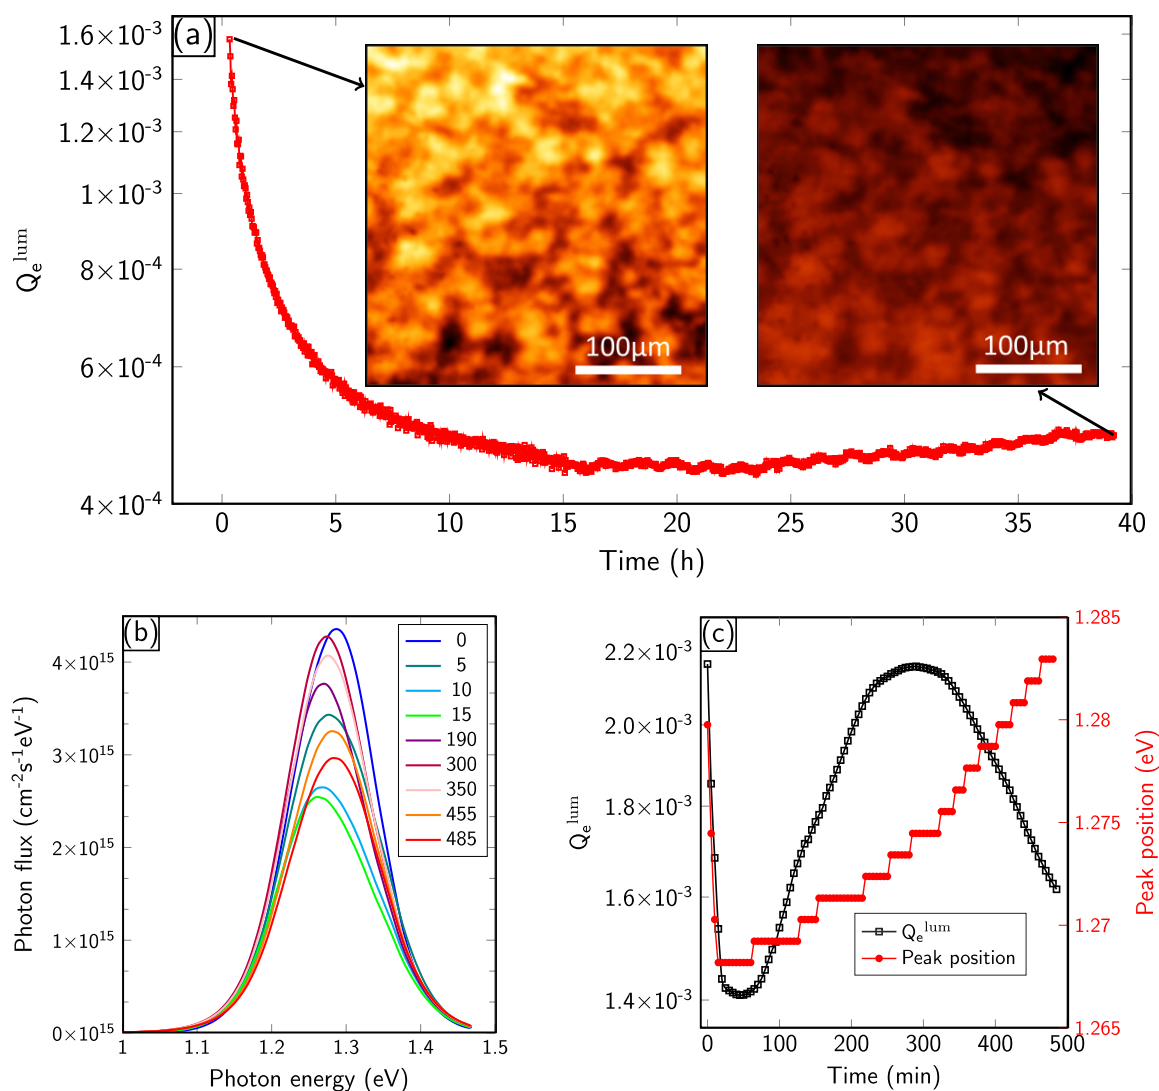 (a)
1.6×10⁻³
1.4×10⁻³
1.2×10⁻³
1×10⁻³
8×10⁻⁴
6×10⁻⁴
4×10⁻⁴
Qₑˡᵘᵐ
100µm
100µm
0 5 10 15 20 25 30 35 40
Time (h)
(b)
4×10¹⁵
3×10¹⁵
2×10¹⁵
1×10¹⁵
0×10¹⁵
Photon flux (cm⁻²s⁻¹eV⁻¹)
0
5
10
15
190
300
350
455
485
1 1.1 1.2 1.3 1.4 1.5
Photon energy (eV)
(c)
2.2×10⁻³
2.0×10⁻³
1.8×10⁻³
1.6×10⁻³
1.4×10⁻³
Qₑˡᵘᵐ
Qₑˡᵘᵐ
Peak position
1.285
1.28
1.275
1.27
1.265
Peak position (eV)
0 100 200 300 400 500
Time (min)